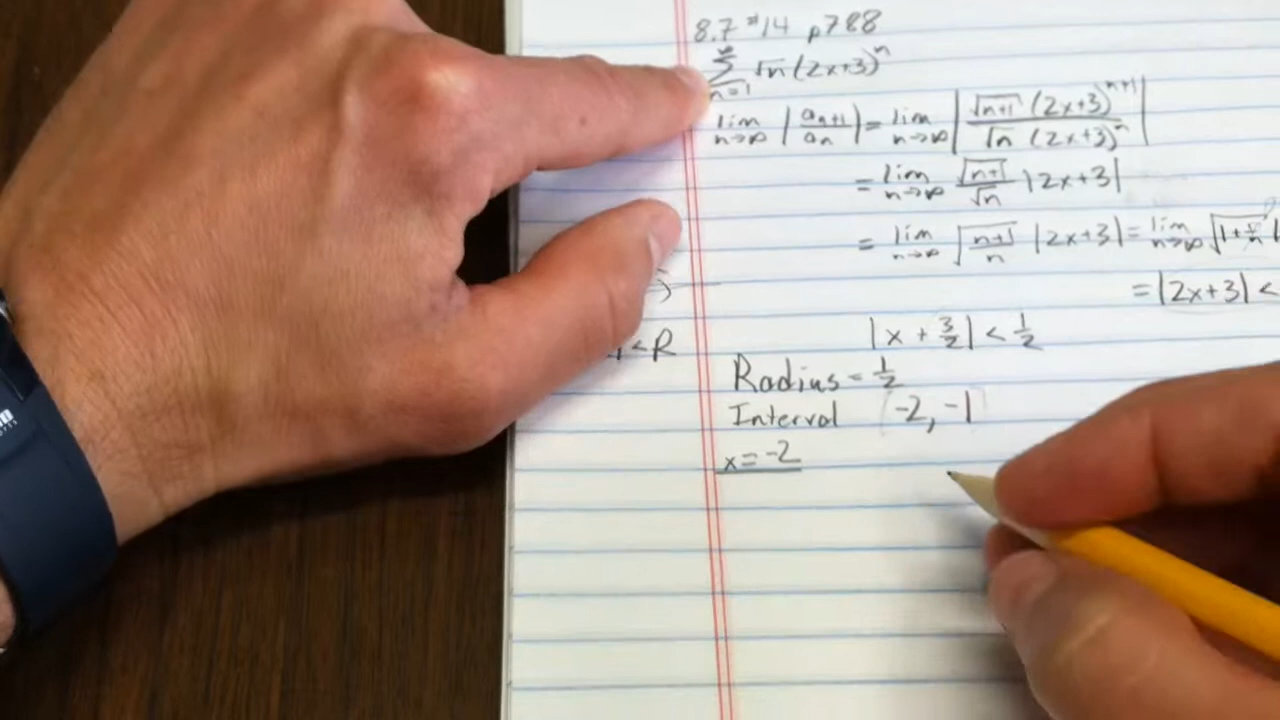 8.7 #14 p788
∞ Σ n=1 √n (2x+3)^n
lim n→∞ |a_{n+1}/a_n| = lim n→∞ |√(n+1) (2x+3)^{n+1} / √n (2x+3)^n|
= lim n→∞ √(n+1)/√n |2x+3|
= lim n→∞ √((n+1)/n) |2x+3| = lim n→∞ √(1+1/n)
= |2x+3| <
|x + 3/2| < 1/2
< R
Radius = 1/2
Interval (-2, -1)
x = -2